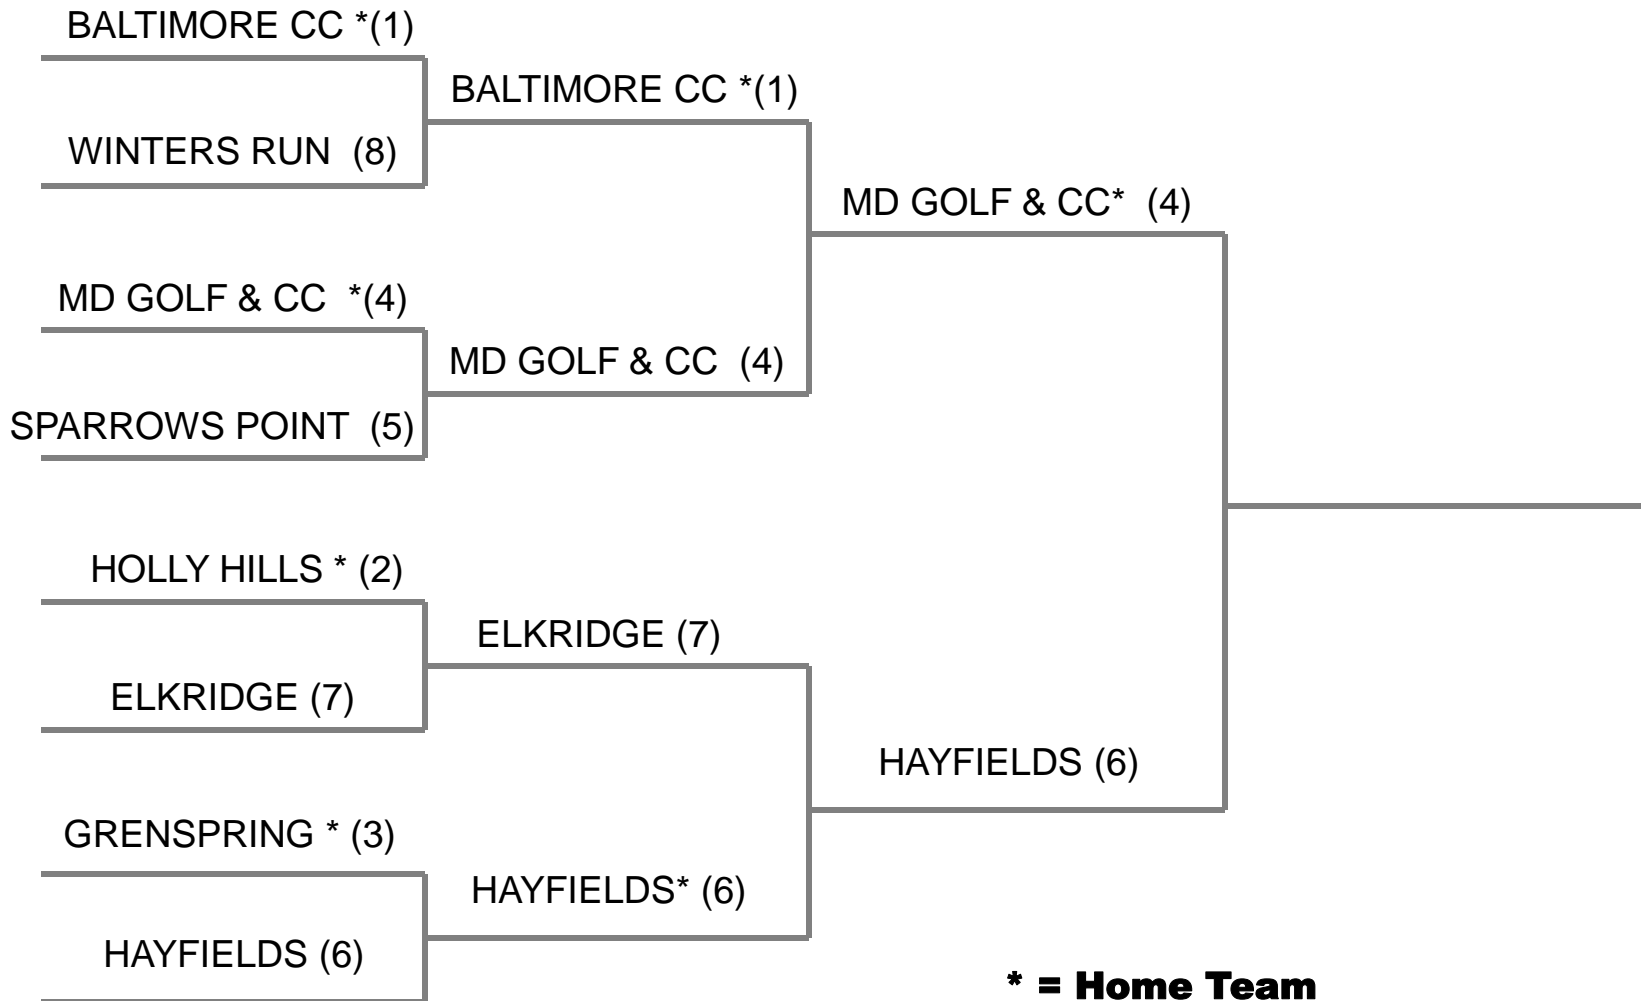 BALTIMORE CC *(1)
BALTIMORE CC *(1)
WINTERS RUN (8)
MD GOLF & CC* (4)
MD GOLF & CC *(4)
MD GOLF & CC (4)
SPARROWS POINT (5)
HOLLY HILLS * (2)
ELKRIDGE (7)
ELKRIDGE (7)
HAYFIELDS (6)
GRENSPRING * (3)
HAYFIELDS* (6)
HAYFIELDS (6)
* = Home Team